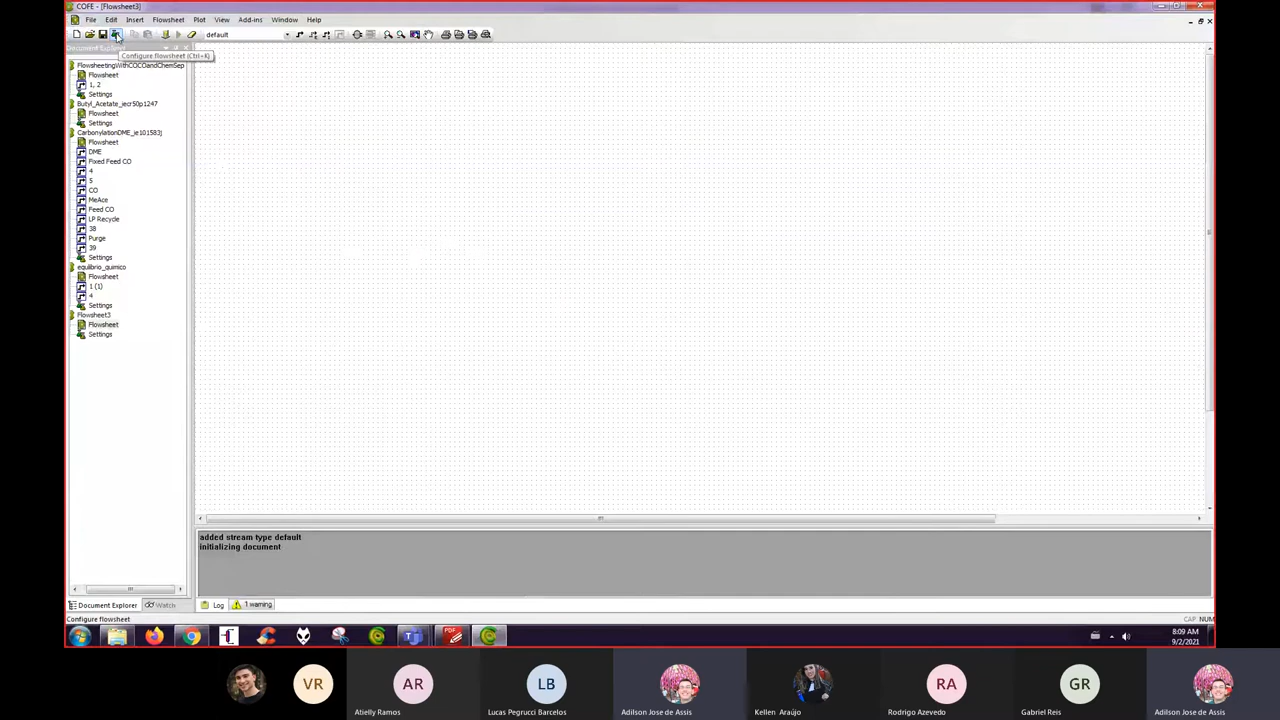 COFE - [Flowsheet3]
File Edit Insert Flowsheet Plot View Add-ins Window Help
default
Document Explorer
Configure flowsheet (Ctrl+K)
FlowsheetingWithCOCOandChemSep
Flowsheet
1, 2
Settings
Butyl_Acetate_iecr50p1247
Flowsheet
Settings
CarbonylationDME_ie101583j
Flowsheet
DME
Fixed Feed CO
4
5
CO
MeAce
Feed CO
LP Recycle
38
Purge
39
Settings
equilibrio_quimico
Flowsheet
1 (1)
4
Settings
Flowsheet3
Flowsheet
Settings
added stream type default
initializing document
Document Explorer Watch
Log 1 warning
Configure flowsheet
CAP NUM
PDF
8:09 AM
9/2/2021
VR AR LB RA GR
Atielly Ramos Lucas Pegrucci Barcelos Adilson Jose de Assis Kellen Araújo Rodrigo Azevedo Gabriel Reis Adilson Jose de Assis